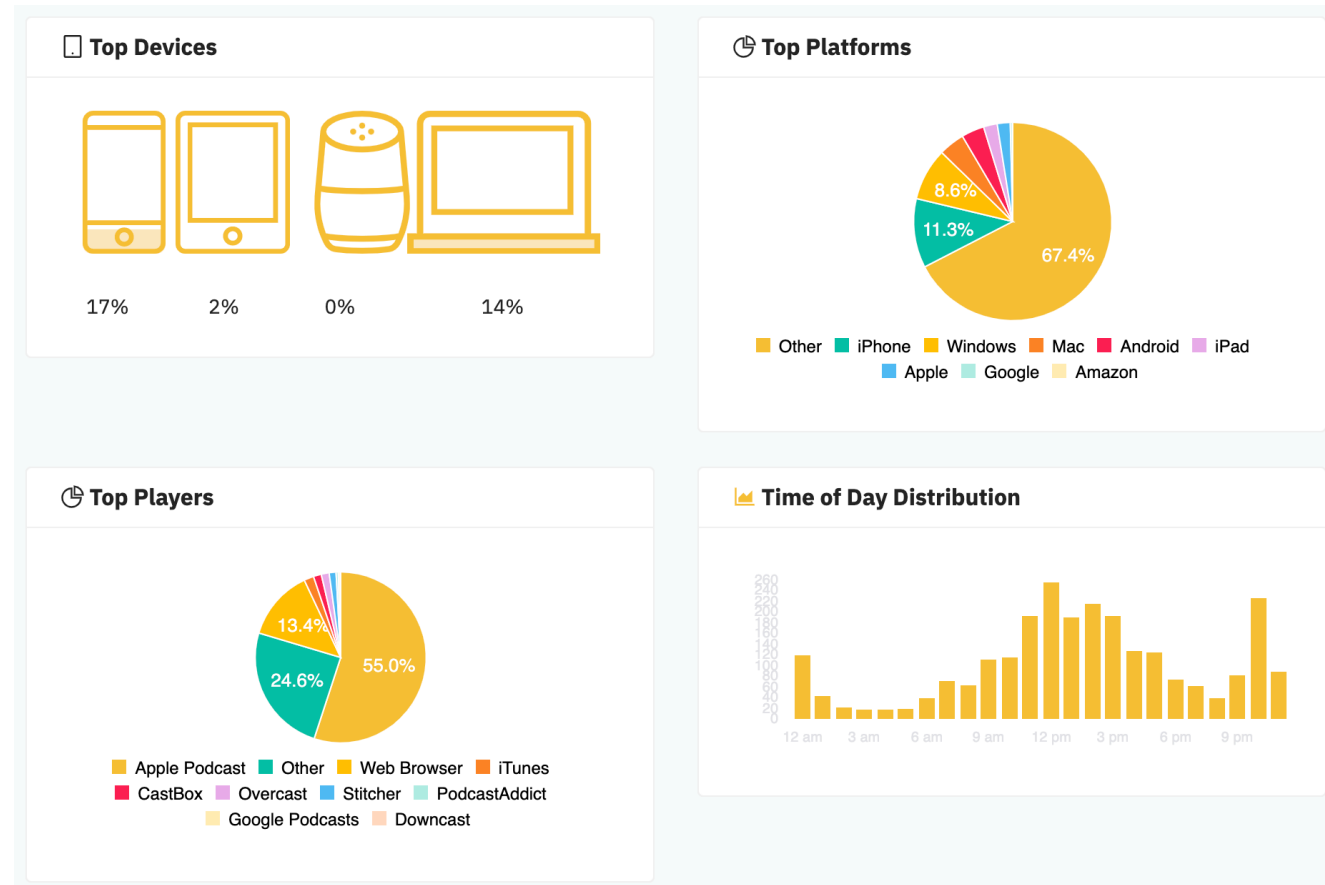 Top Devices
17% 2% 0% 14%
Top Platforms
8.6%
11.3%
67.4%
Other iPhone Windows Mac Android iPad
Apple Google Amazon
Top Players
13.4%
55.0%
24.6%
Apple Podcast Other Web Browser iTunes
CastBox Overcast Stitcher PodcastAddict
Google Podcasts Downcast
Time of Day Distribution
260
240
220
200
180
160
140
120
100
80
60
40
20
0
12 am 3 am 6 am 9 am 12 pm 3 pm 6 pm 9 pm